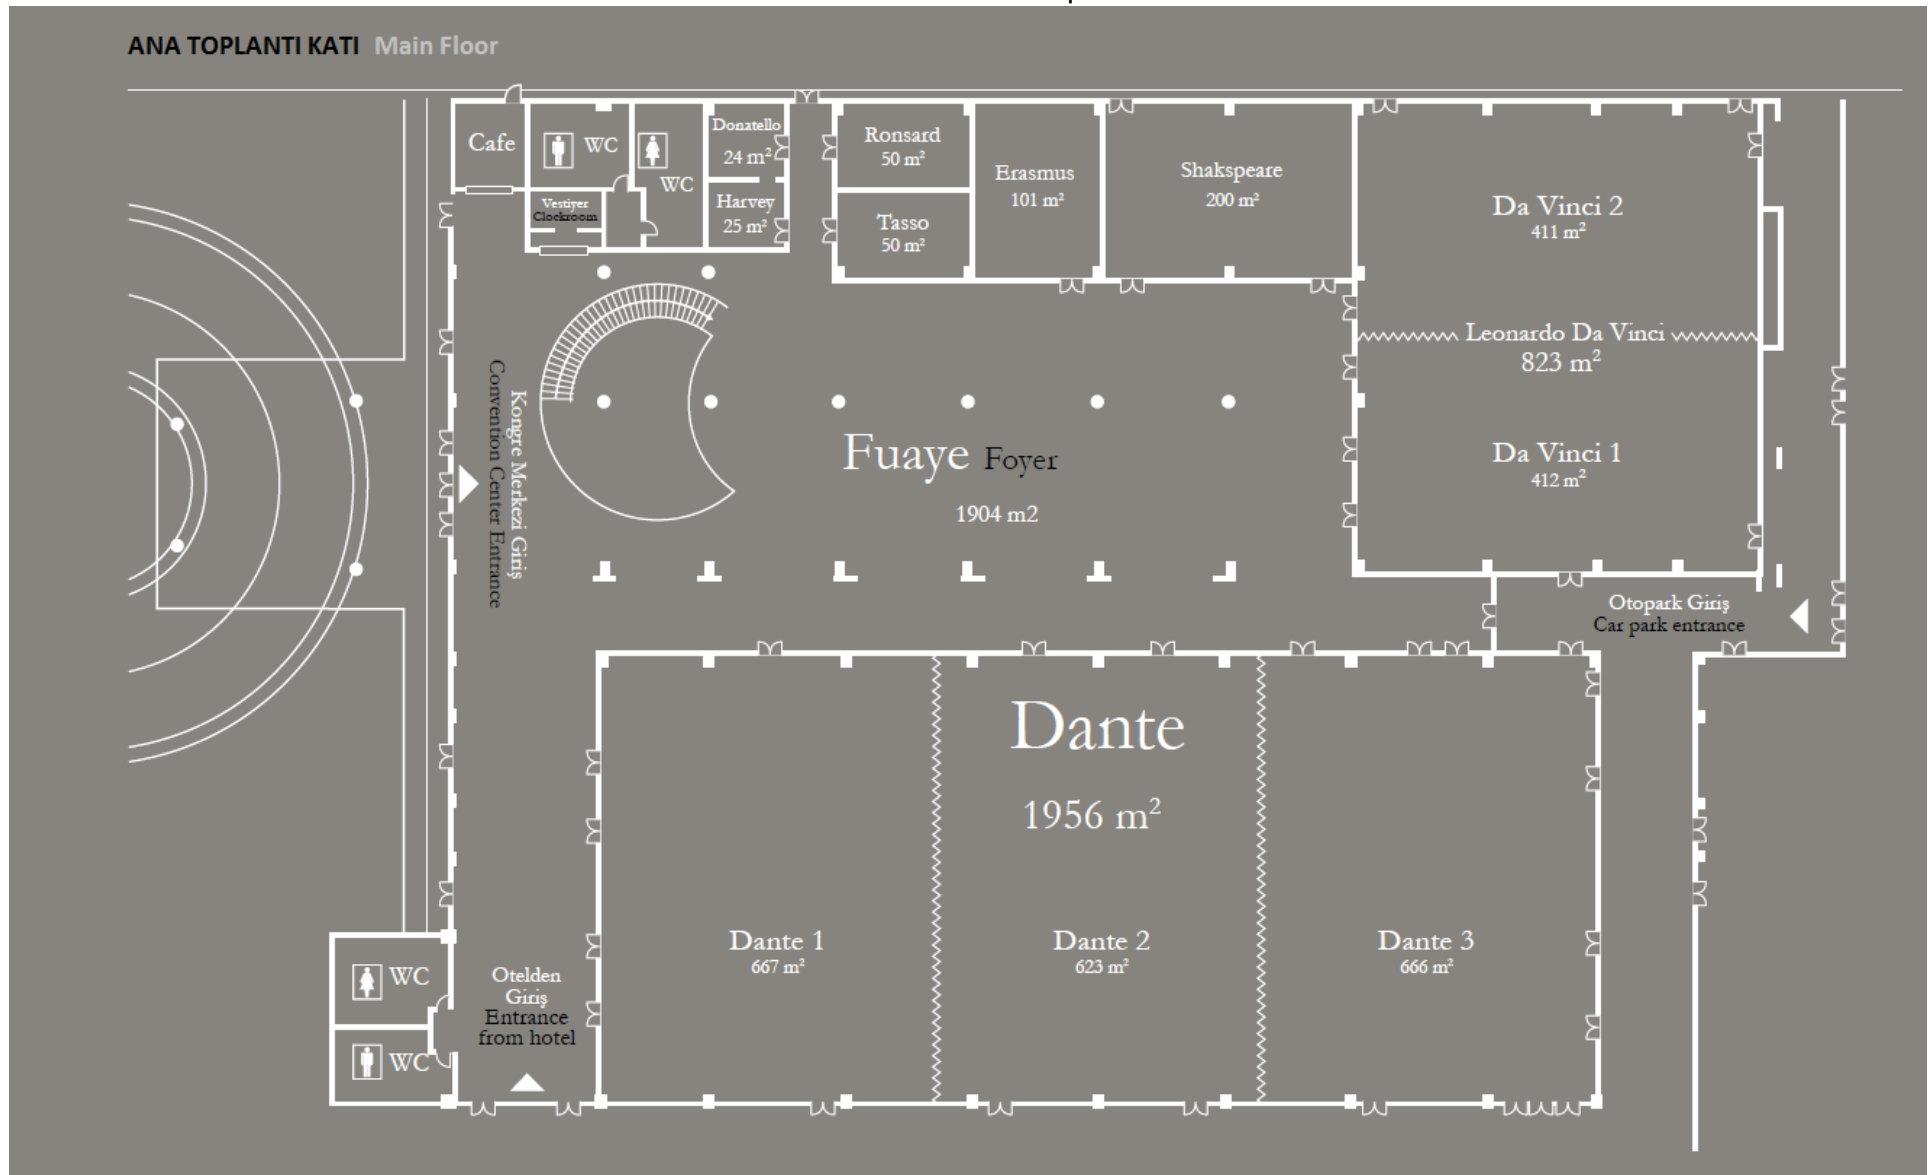 ANA TOPLANTI KATI Main Floor
Cafe
WC
WC
Vestiyer
Clockroom
Donatello
24 m²
Harvey
25 m²
Ronsard
50 m²
Tasso
50 m²
Erasmus
101 m²
Shakspeare
200 m²
Da Vinci 2
411 m²
Leonardo Da Vinci
823 m²
Da Vinci 1
412 m²
Kongre Merkezi Giriş
Convention Center Entrance
Fuaye Foyer
1904 m2
Otopark Giriş
Car park entrance
Dante
1956 m²
Dante 1
667 m²
Dante 2
623 m²
Dante 3
666 m²
WC
WC
Otelden
Giriş
Entrance
from hotel